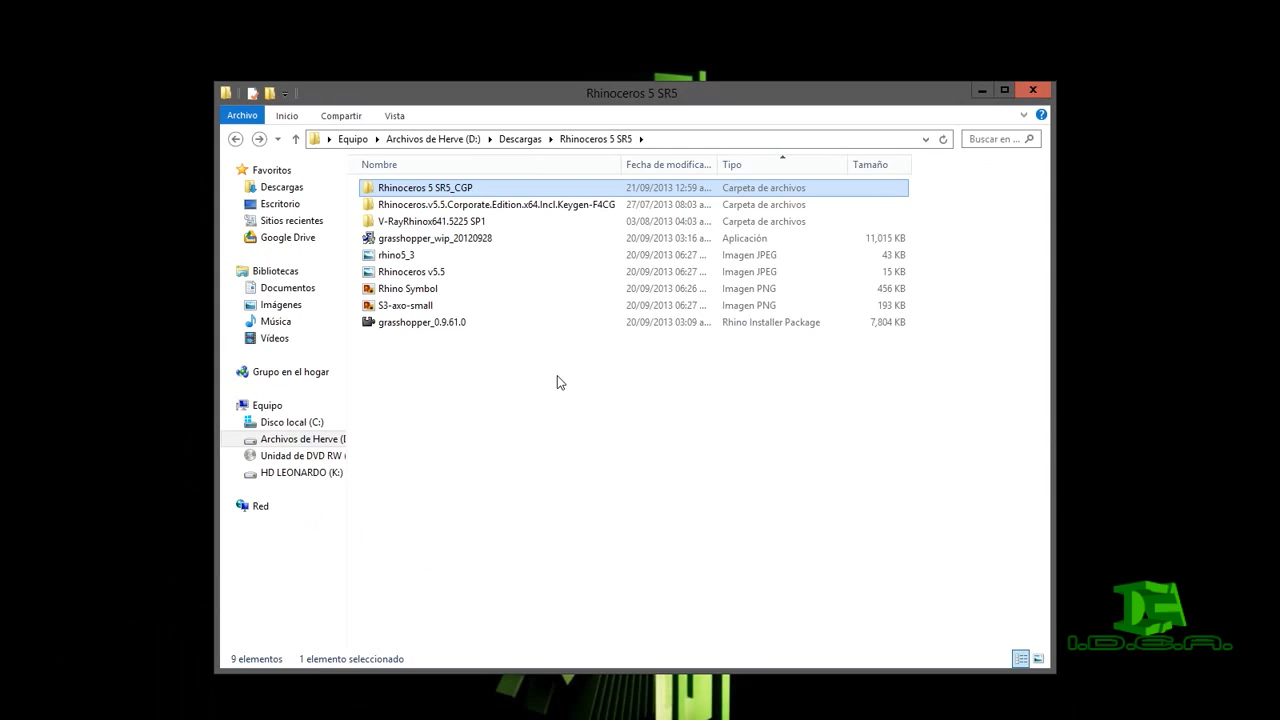 Rhinoceros 5 SR5
Archivo Inicio Compartir Vista
Equipo Archivos de Herve (D:) Descargas Rhinoceros 5 SR5 Buscar en ...
Nombre Fecha de modifica... Tipo Tamaño
Favoritos
Descargas
Escritorio
Sitios recientes
Google Drive
Bibliotecas
Documentos
Imágenes
Música
Vídeos
Grupo en el hogar
Equipo
Disco local (C:)
Archivos de Herve (D
Unidad de DVD RW (
HD LEONARDO (K:)
Red
Rhinoceros 5 SR5_CGP 21/09/2013 12:59 a... Carpeta de archivos
Rhinoceros.v5.5.Corporate.Edition.x64.Incl.Keygen-F4CG 27/07/2013 08:03 a... Carpeta de archivos
V-RayRhinox641.5225 SP1 03/08/2013 04:03 a... Carpeta de archivos
grasshopper_wip_20120928 20/09/2013 03:16 a... Aplicación 11,015 KB
rhino5_3 20/09/2013 06:27 ... Imagen JPEG 43 KB
Rhinoceros v5.5 20/09/2013 06:27 ... Imagen JPEG 15 KB
Rhino Symbol 20/09/2013 06:26 ... Imagen PNG 456 KB
S3-axo-small 20/09/2013 06:27 ... Imagen PNG 193 KB
grasshopper_0.9.61.0 20/09/2013 03:09 a... Rhino Installer Package 7,804 KB
9 elementos 1 elemento seleccionado
I.D.E.A.